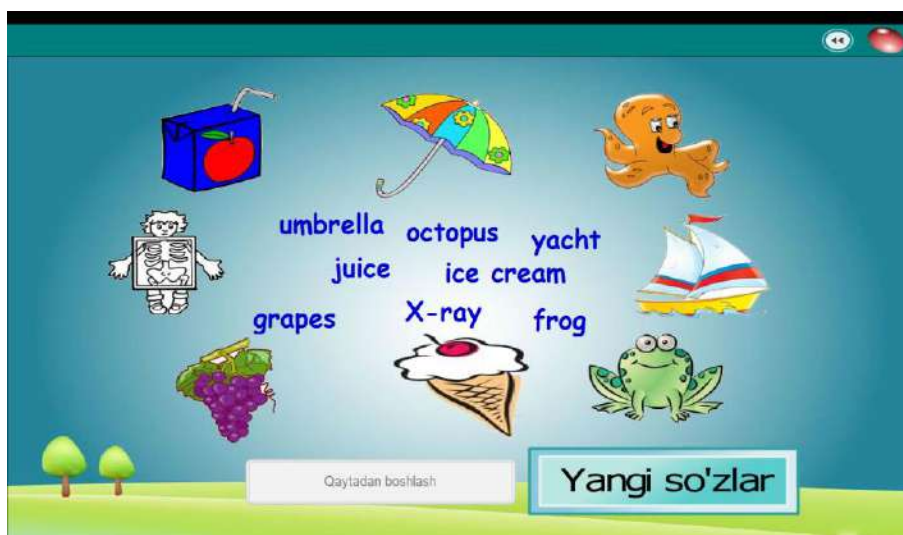 umbrella octopus yacht
juice ice cream
grapes X-ray frog
Qaytadan boshlash
Yangi so'zlar